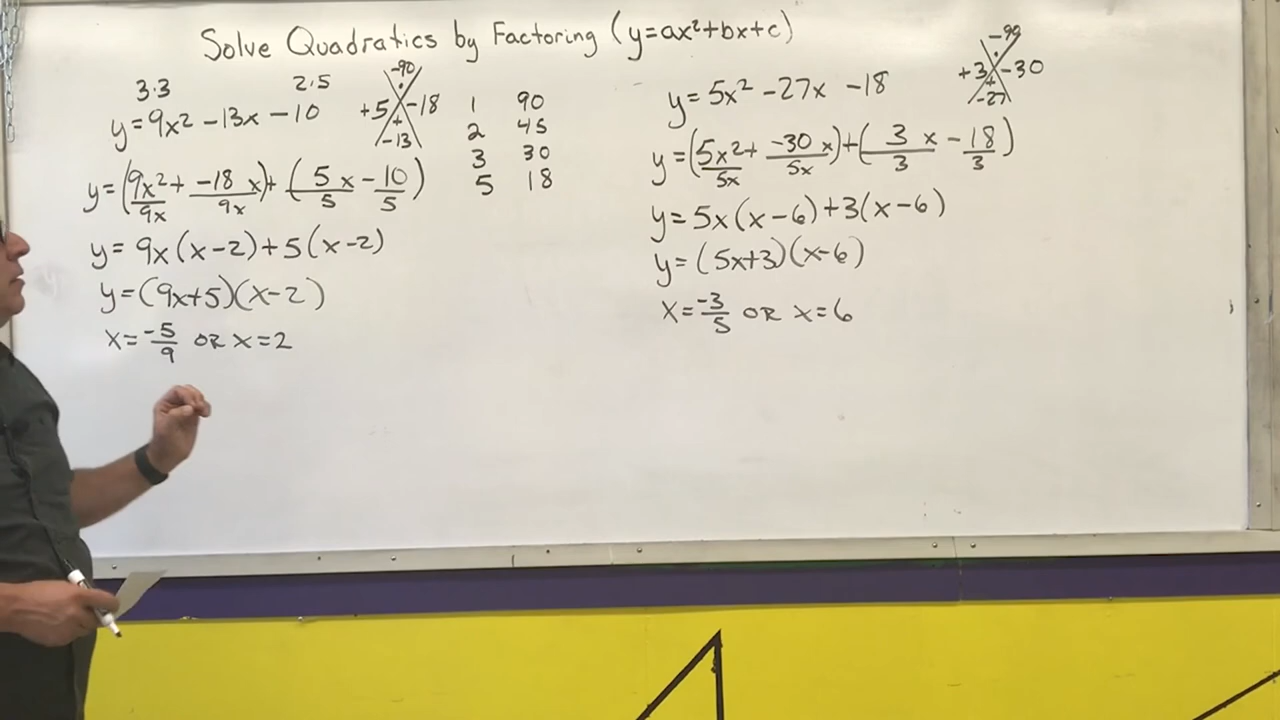 Solve Quadratics by Factoring (y=ax²+bx+c)
3·3 2·5
y=9x²-13x-10
-90
+5 · -18
+
-13
1 90
2 45
3 30
5 18
y=(9x²/9x + -18x/9x)+(5x/5 - 10/5)
y=9x(x-2)+5(x-2)
y=(9x+5)(x-2)
x=-5/9 OR x=2
y=5x²-27x-18
-90
+3 · -30
+
-27
y=(5x²/5x + -30x/5x)+(3x/3 - 18/3)
y=5x(x-6)+3(x-6)
y=(5x+3)(x-6)
x=-3/5 OR x=6